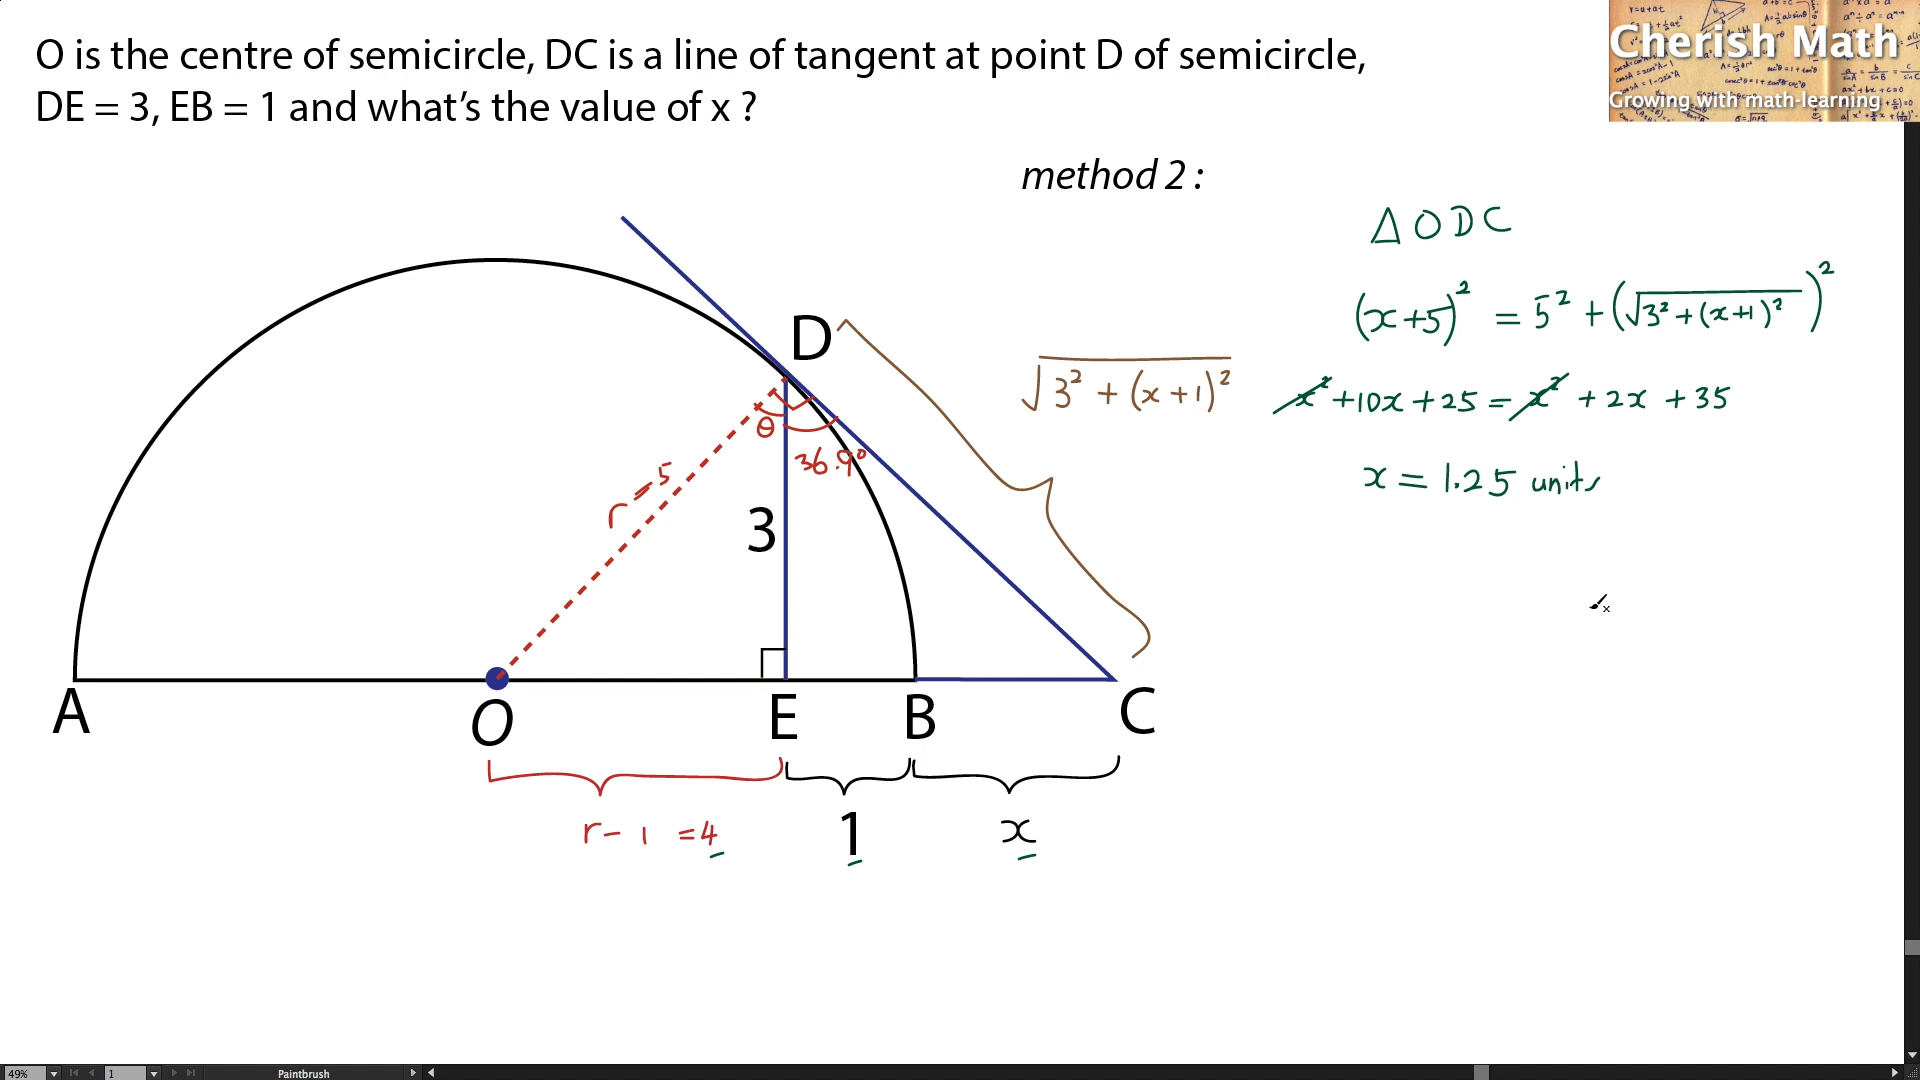 O is the centre of semicircle, DC is a line of tangent at point D of semicircle,
DE = 3, EB = 1 and what's the value of x ?
Cherish Math
Growing with math-learning
method 2 :
△ ODC
(x+5)² = 5² + (√3² + (x+1)²)²
x² + 10x + 25 = x² + 2x + 35
x = 1.25 units
√3² + (x+1)²
D
θ
36.9°
r = 5
3
A
O
E
B
C
r - 1 = 4
1
x
49%
1
Paintbrush